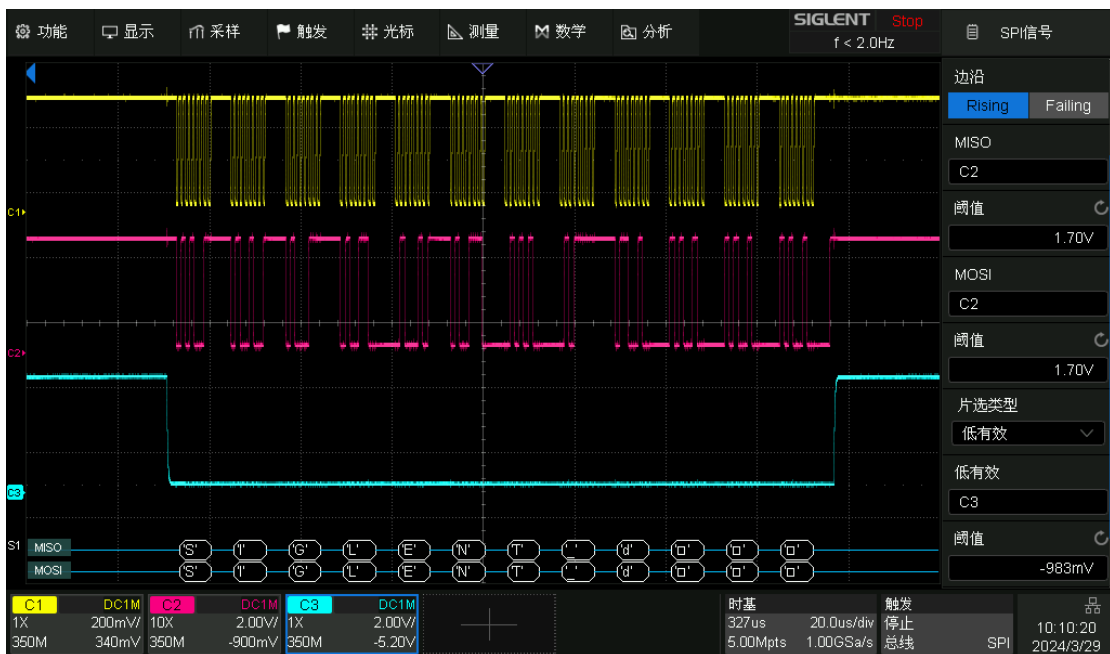 功能 显示 采样 触发 光标 测量 数学 分析 SIGLENT Stop
f < 2.0Hz
SPI信号
边沿
Rising Failing
MISO
C2
阈值
1.70V
MOSI
C2
阈值
1.70V
片选类型
低有效
低有效
C3
阈值
-983mV
C1
C2
C3
S1 MISO 'S' 'I' 'G' 'L' 'E' 'N' 'T' '_' 'd' '□' '□' '□'
MOSI 'S' 'I' 'G' 'L' 'E' 'N' 'T' '_' 'd' '□' '□' '□'
C1 DC1M C2 DC1M C3 DC1M 时基 触发
1X 200mV/ 10X 2.00V/ 1X 2.00V/ 327us 20.0us/div 停止
350M 340mV 350M -900mV 350M -5.20V 5.00Mpts 1.00GSa/s 总线 SPI
10:10:20
2024/3/29